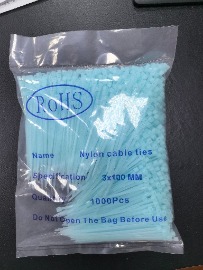 RoHS
Name Nylon cable ties
Specification 3x100 MM
Quantity 1000Pcs
Do Not Open The Bag Before Use